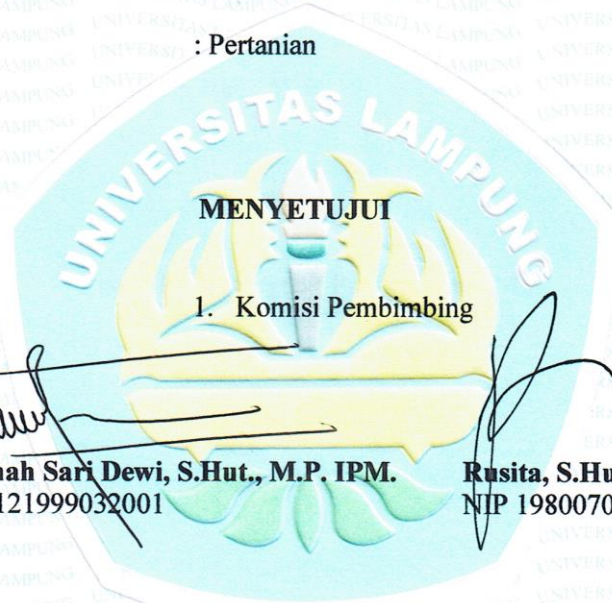 : Pertanian
UNIVERSITAS LAMPUNG
MENYETUJUI
1. Komisi Pembimbing
nah Sari Dewi, S.Hut., M.P. IPM. Rusita, S.Hu
121999032001 NIP 1980070